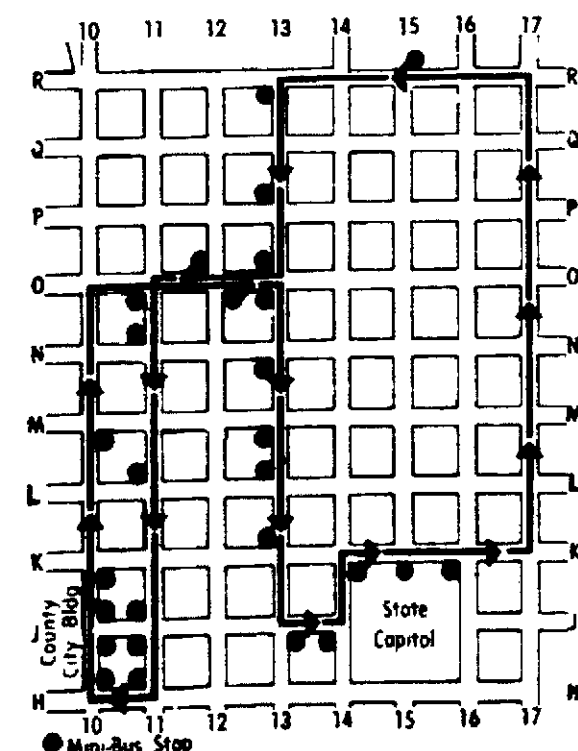 10 11 12 13 14 15 16 17
R R
Q Q
P P
O O
N N
M M
L L
K K
County
City Bldg
State
Capitol
J J
H H
10 11 12 13 14 15 16 17
Mini-Bus Stop